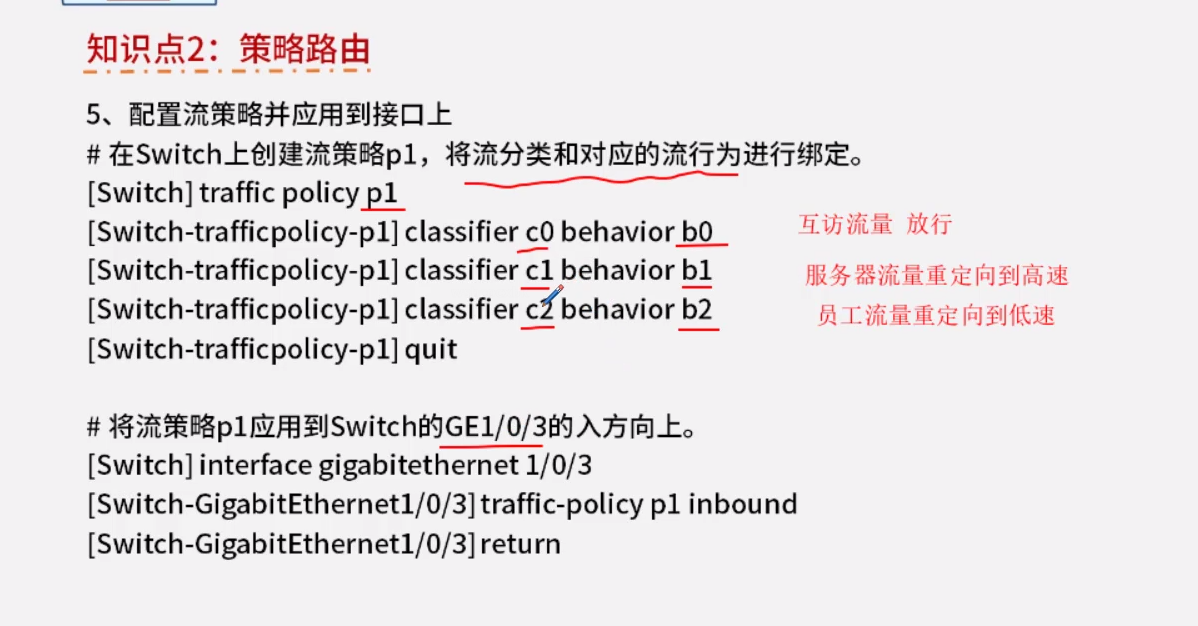 知识点2：策略路由
5、配置流策略并应用到接口上
# 在Switch上创建流策略p1，将流分类和对应的流行为进行绑定。
[Switch] traffic policy p1
[Switch-trafficpolicy-p1] classifier c0 behavior b0
互访流量 放行
[Switch-trafficpolicy-p1] classifier c1 behavior b1
服务器流量重定向到高速
[Switch-trafficpolicy-p1] classifier c2 behavior b2
员工流量重定向到低速
[Switch-trafficpolicy-p1] quit
# 将流策略p1应用到Switch的GE1/0/3的入方向上。
[Switch] interface gigabitethernet 1/0/3
[Switch-GigabitEthernet1/0/3] traffic-policy p1 inbound
[Switch-GigabitEthernet1/0/3] return